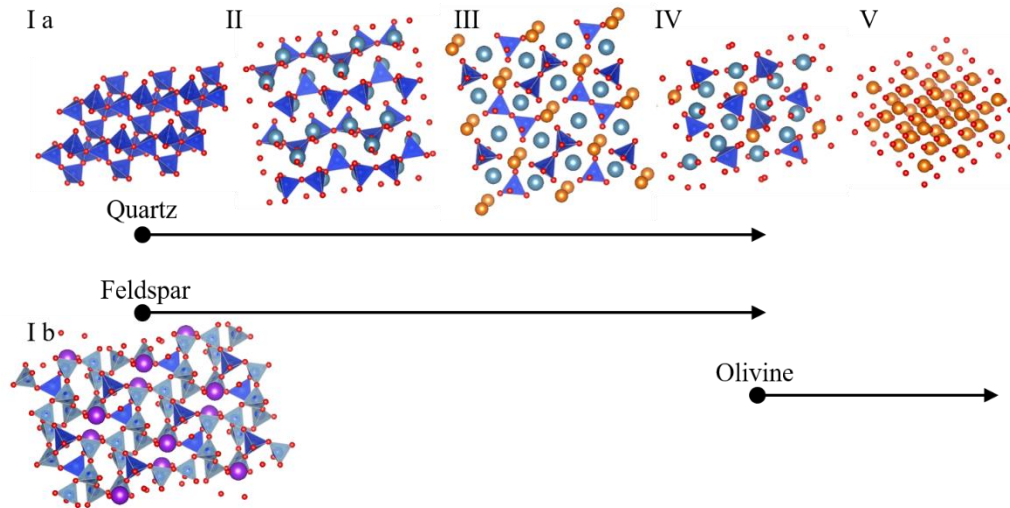 I a
II
III
IV
V
Quartz
Feldspar
I b
Olivine